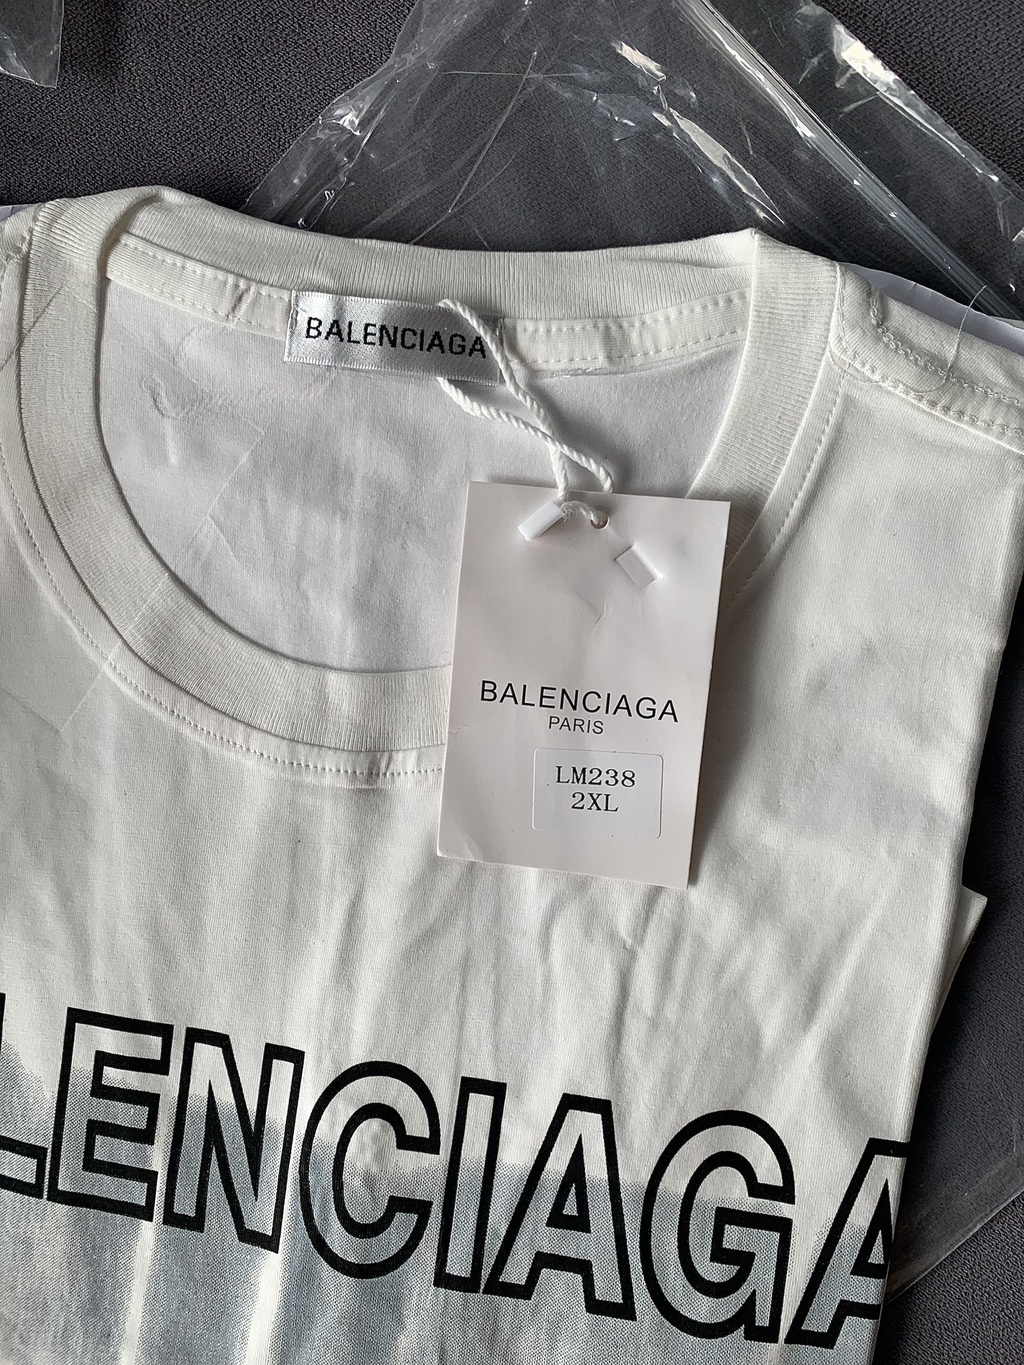 BALENCIAGA
BALENCIAGA
PARIS
LM238
2XL
LENCIAGA